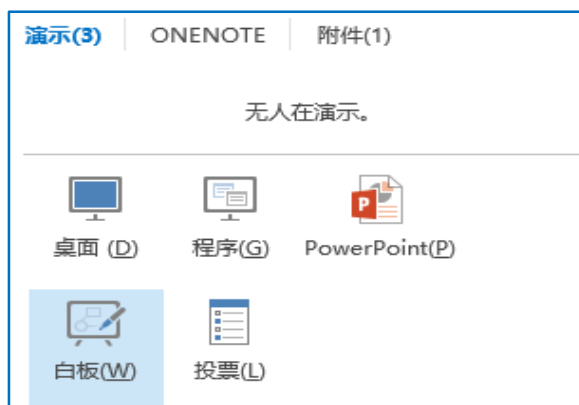 演示(3) ONENOTE 附件(1)
无人在演示。
桌面 (D) 程序(G) PowerPoint(P)
白板(W) 投票(L)